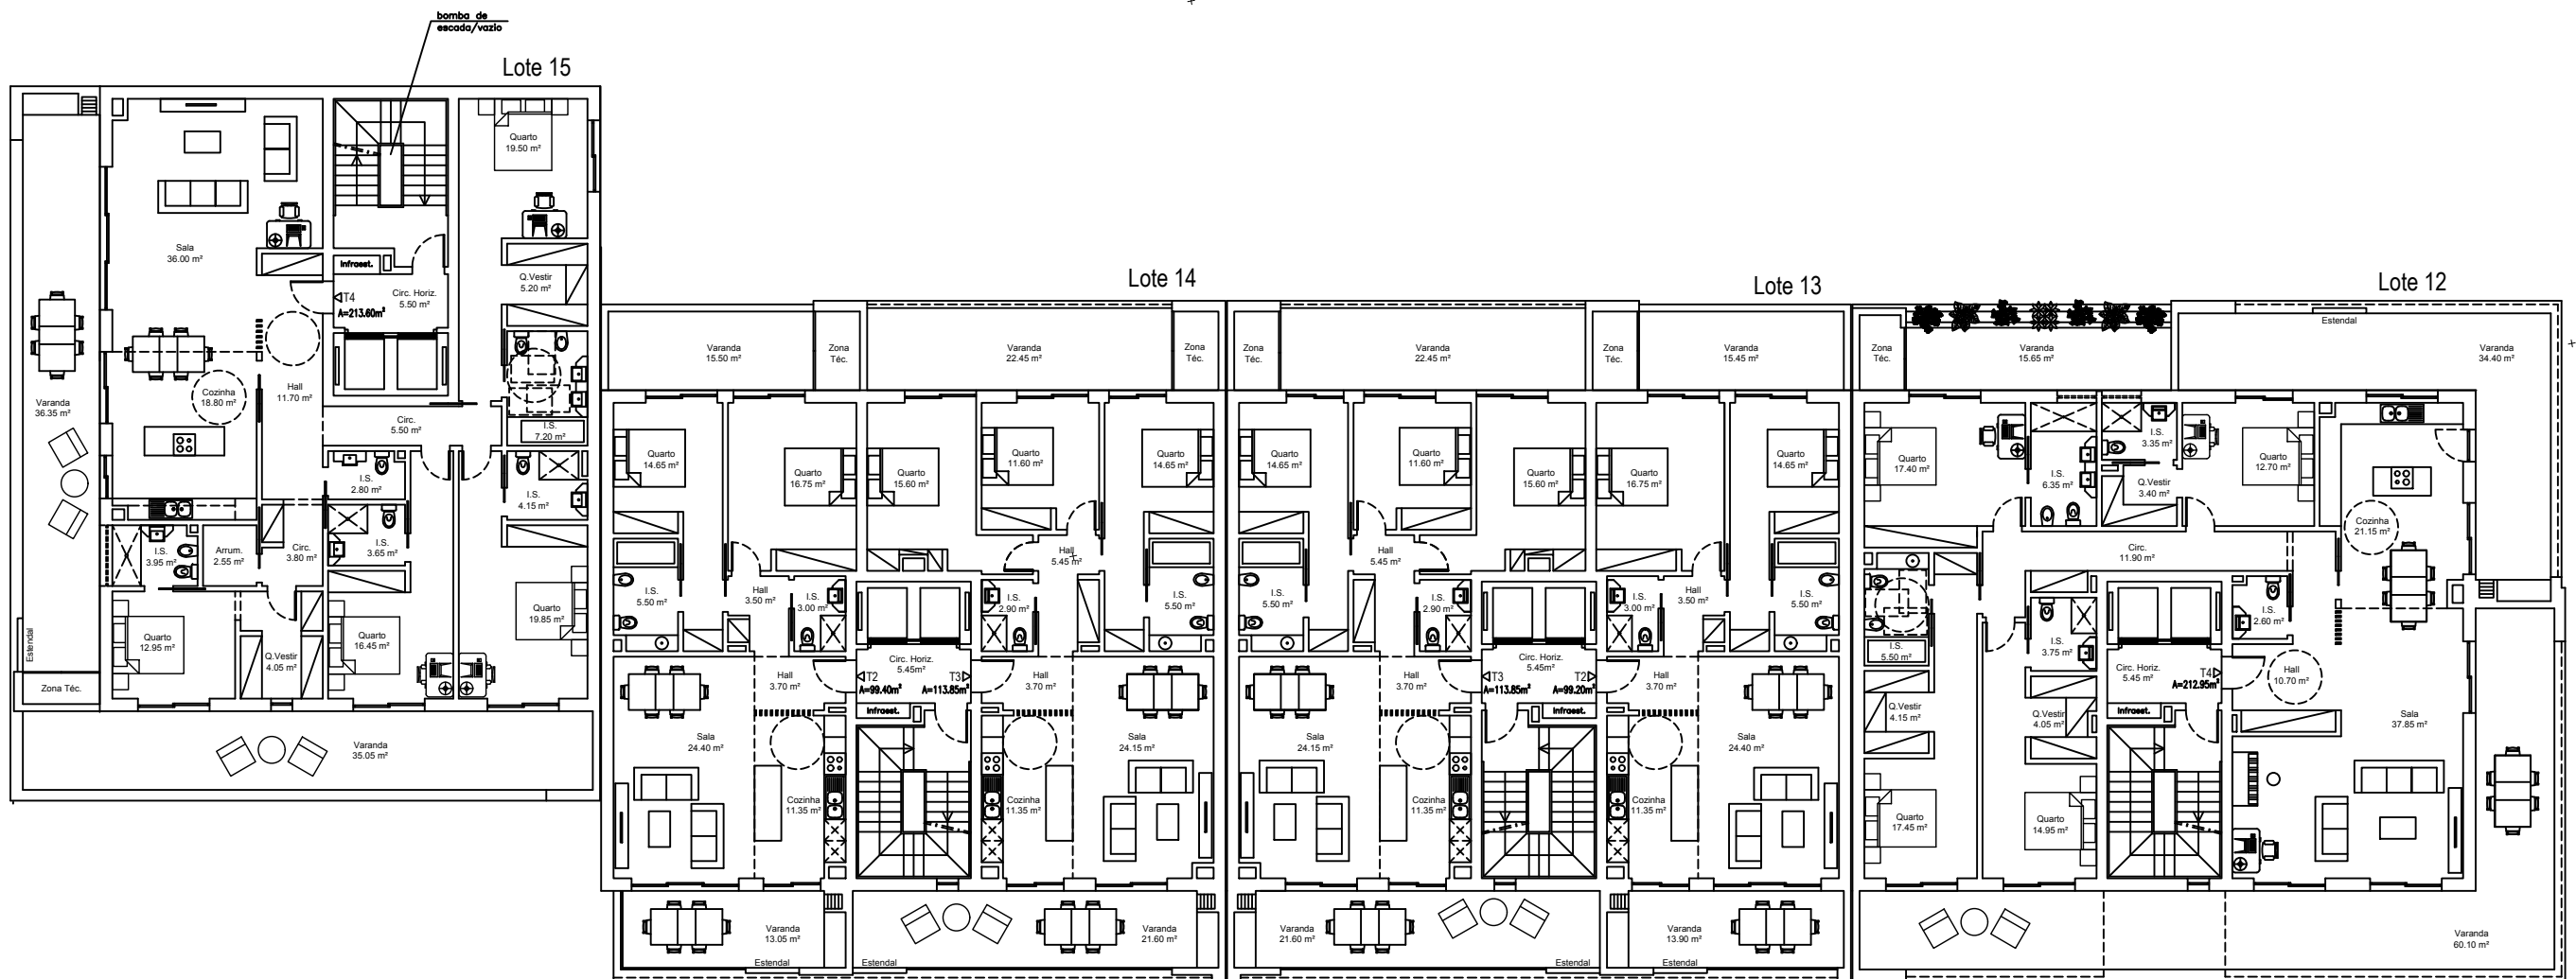 bomba de
escada/vazio
Lote 15
Quarto
19.50 m²
Sala
36.00 m²
Infraest.
Q.Vestir
5.20 m²
T4
A=213.60m²
Circ. Horiz.
5.50 m²
Varanda
36.35 m²
Cozinha
18.80 m²
Hall
11.70 m²
Circ.
5.50 m²
I.S.
7.20 m²
I.S.
2.80 m²
I.S.
4.15 m²
I.S.
3.95 m²
Arrum.
2.55 m²
Circ.
3.80 m²
I.S.
3.65 m²
Quarto
12.95 m²
Q.Vestir
4.05 m²
Quarto
16.45 m²
Quarto
19.85 m²
Estendal
Zona Téc.
Varanda
35.05 m²
Lote 14
Varanda
15.50 m²
Zona
Téc.
Varanda
22.45 m²
Zona
Téc.
Quarto
14.65 m²
Quarto
16.75 m²
Quarto
15.60 m²
Quarto
11.60 m²
Quarto
14.65 m²
Hall
5.45 m²
I.S.
5.50 m²
Hall
3.50 m²
I.S.
3.00 m²
I.S.
2.90 m²
I.S.
5.50 m²
Circ. Horiz.
5.45m²
Hall
3.70 m²
T2
A=99.40m²
T3
A=113.85m²
Hall
3.70 m²
Infraest.
Sala
24.40 m²
Sala
24.15 m²
Cozinha
11.35 m²
Cozinha
11.35 m²
Varanda
13.05 m²
Varanda
21.60 m²
Estendal
Estendal
Lote 13
Zona
Téc.
Varanda
22.45 m²
Zona
Téc.
Varanda
15.45 m²
Quarto
14.65 m²
Quarto
11.60 m²
Quarto
15.60 m²
Quarto
16.75 m²
Quarto
14.65 m²
Hall
5.45 m²
I.S.
5.50 m²
I.S.
2.90 m²
I.S.
3.00 m²
Hall
3.50 m²
I.S.
5.50 m²
Circ. Horiz.
5.45m²
Hall
3.70 m²
T3
A=113.85m²
T2
A=99.20m²
Hall
3.70 m²
Infraest.
Sala
24.15 m²
Sala
24.40 m²
Cozinha
11.35 m²
Cozinha
11.35 m²
Varanda
21.60 m²
Varanda
13.90 m²
Estendal
Estendal
Lote 12
Estendal
Zona
Téc.
Varanda
15.65 m²
Varanda
34.40 m²
Quarto
17.40 m²
I.S.
6.35 m²
I.S.
3.35 m²
Q.Vestir
3.40 m²
Quarto
12.70 m²
Cozinha
21.15 m²
Circ.
11.90 m²
I.S.
5.50 m²
I.S.
3.75 m²
I.S.
2.60 m²
Circ. Horiz.
5.45 m²
T4
A=212.95m²
Hall
10.70 m²
Q.Vestir
4.15 m²
Q.Vestir
4.05 m²
Infraest.
Sala
37.85 m²
Quarto
17.45 m²
Quarto
14.95 m²
Varanda
60.10 m²